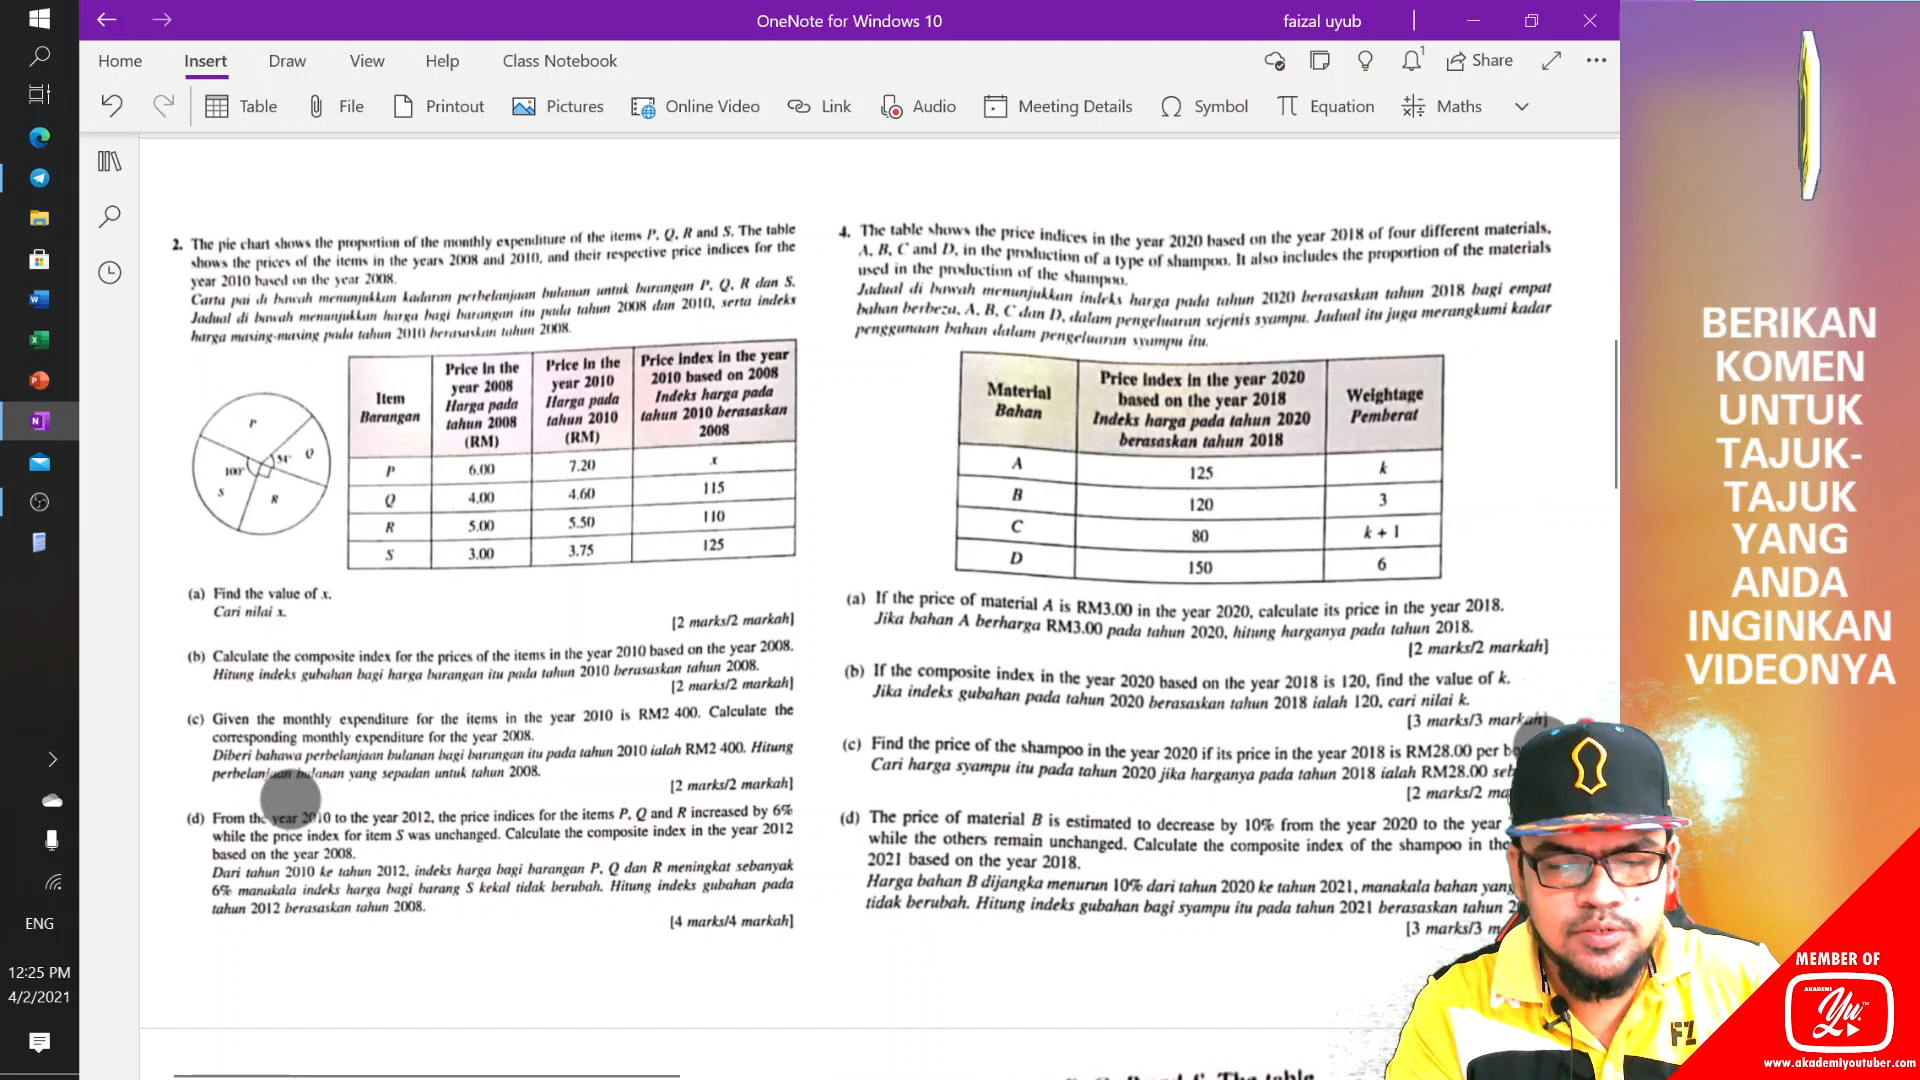 OneNote for Windows 10
faizal uyub
Home
Insert
Draw
View
Help
Class Notebook
1
Share
Table
File
Printout
Pictures
Online Video
Link
Audio
Meeting Details
Symbol
Equation
Maths
2. The pie chart shows the proportion of the monthly expenditure of the items P, Q, R and S. The table
shows the prices of the items in the years 2008 and 2010, and their respective price indices for the
year 2010 based on the year 2008.
Carta pai di bawah menunjukkan kadaran perbelanjaan bulanan untuk barangan P, Q, R dan S.
Jadual di bawah menunjukkan harga bagi barangan itu pada tahun 2008 dan 2010, serta indeks
harga masing-masing pada tahun 2010 berasaskan tahun 2008.
P
54°
Q
100°
S
R
Item
Barangan
Price in the
year 2008
Harga pada
tahun 2008
(RM)
Price in the
year 2010
Harga pada
tahun 2010
(RM)
Price index in the year
2010 based on 2008
Indeks harga pada
tahun 2010 berasaskan
2008
P 6.00 7.20 x
Q 4.00 4.60 115
R 5.00 5.50 110
S 3.00 3.75 125
(a) Find the value of x.
Cari nilai x.
[2 marks/2 markah]
(b) Calculate the composite index for the prices of the items in the year 2010 based on the year 2008.
Hitung indeks gubahan bagi harga barangan itu pada tahun 2010 berasaskan tahun 2008.
[2 marks/2 markah]
(c) Given the monthly expenditure for the items in the year 2010 is RM2 400. Calculate the
corresponding monthly expenditure for the year 2008.
Diberi bahawa perbelanjaan bulanan bagi barangan itu pada tahun 2010 ialah RM2 400. Hitung
perbelanjaan bulanan yang sepadan untuk tahun 2008.
[2 marks/2 markah]
(d) From the year 2010 to the year 2012, the price indices for the items P, Q and R increased by 6%
while the price index for item S was unchanged. Calculate the composite index in the year 2012
based on the year 2008.
Dari tahun 2010 ke tahun 2012, indeks harga bagi barangan P, Q dan R meningkat sebanyak
6% manakala indeks harga bagi barang S kekal tidak berubah. Hitung indeks gubahan pada
tahun 2012 berasaskan tahun 2008.
[4 marks/4 markah]
4. The table shows the price indices in the year 2020 based on the year 2018 of four different materials,
A, B, C and D, in the production of a type of shampoo. It also includes the proportion of the materials
used in the production of the shampoo.
Jadual di bawah menunjukkan indeks harga pada tahun 2020 berasaskan tahun 2018 bagi empat
bahan berbeza, A, B, C dan D, dalam pengeluaran sejenis syampu. Jadual itu juga merangkumi kadar
penggunaan bahan dalam pengeluaran syampu itu.
Material
Bahan
Price index in the year 2020
based on the year 2018
Indeks harga pada tahun 2020
berasaskan tahun 2018
Weightage
Pemberat
A 125 k
B 120 3
C 80 k + 1
D 150 6
(a) If the price of material A is RM3.00 in the year 2020, calculate its price in the year 2018.
Jika bahan A berharga RM3.00 pada tahun 2020, hitung harganya pada tahun 2018.
[2 marks/2 markah]
(b) If the composite index in the year 2020 based on the year 2018 is 120, find the value of k.
Jika indeks gubahan pada tahun 2020 berasaskan tahun 2018 ialah 120, cari nilai k.
[3 marks/3 markah]
(c) Find the price of the shampoo in the year 2020 if its price in the year 2018 is RM28.00 per bo
Cari harga syampu itu pada tahun 2020 jika harganya pada tahun 2018 ialah RM28.00 seb
[2 marks/2 ma
(d) The price of material B is estimated to decrease by 10% from the year 2020 to the year
while the others remain unchanged. Calculate the composite index of the shampoo in the
2021 based on the year 2018.
Harga bahan B dijangka menurun 10% dari tahun 2020 ke tahun 2021, manakala bahan yang
tidak berubah. Hitung indeks gubahan bagi syampu itu pada tahun 2021 berasaskan tahun 2
[3 marks/3 m
ENG
12:25 PM
4/2/2021
BERIKAN
KOMEN
UNTUK
TAJUK-
TAJUK
YANG
ANDA
INGINKAN
VIDEONYA
MEMBER OF
AKADEMI
Yu
www.akademiyoutuber.com
FZ